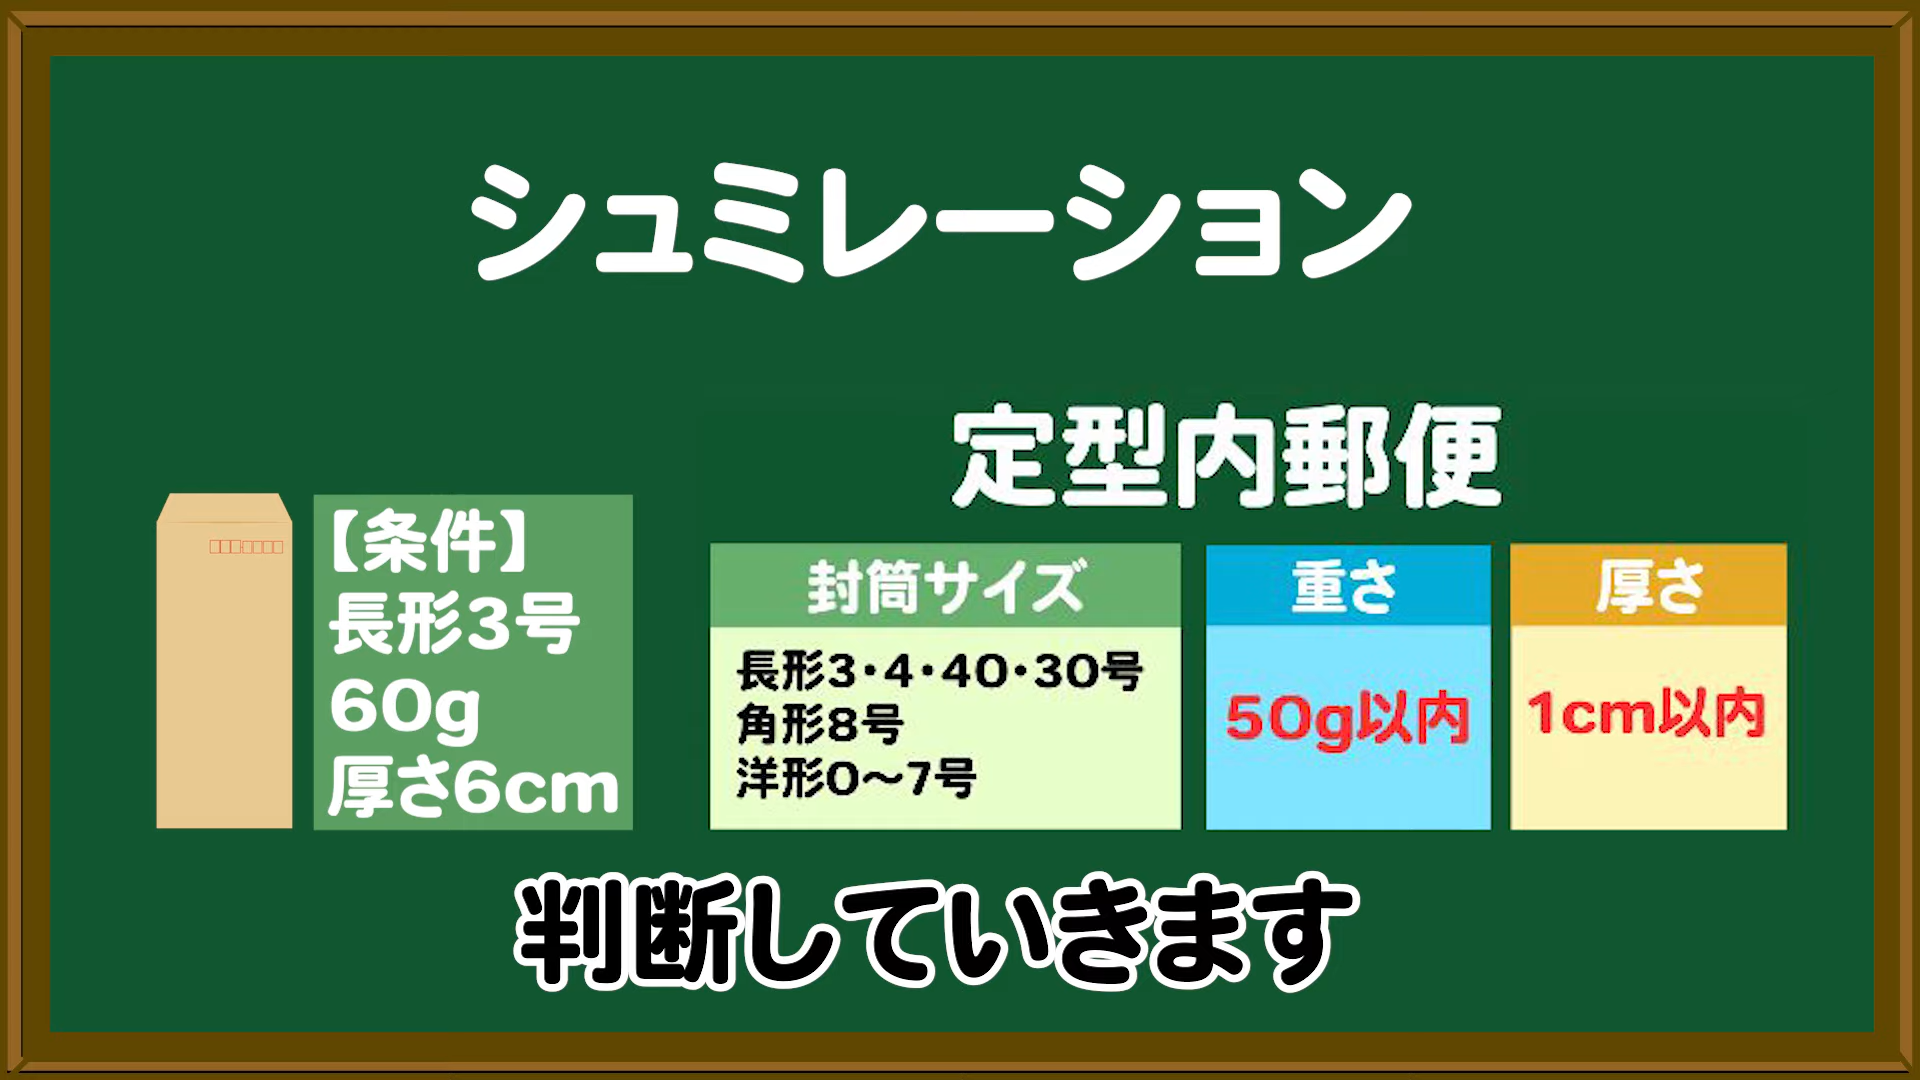 シュミレーション
定型内郵便
【条件】
長形3号
60g
厚さ6cm
封筒サイズ
長形3・4・40・30号
角形8号
洋形0〜7号
重さ
50g以内
厚さ
1cm以内
判断していきます